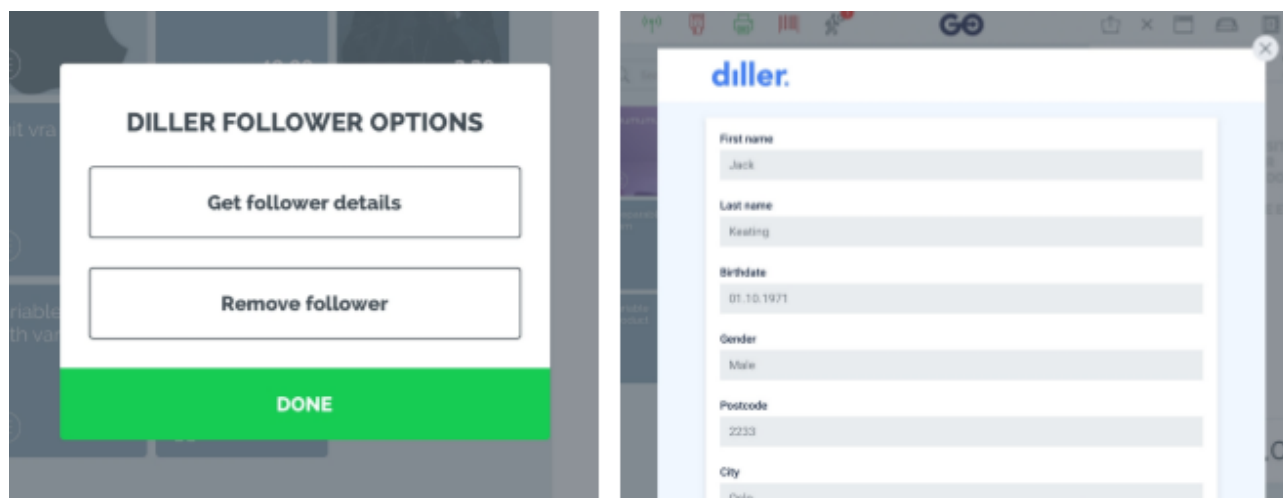 DILLER FOLLOWER OPTIONS
Get follower details
Remove follower
DONE
GO
diller.
First name
Jack
Last name
Keating
Birthdate
01.10.1971
Gender
Male
Postcode
2233
City